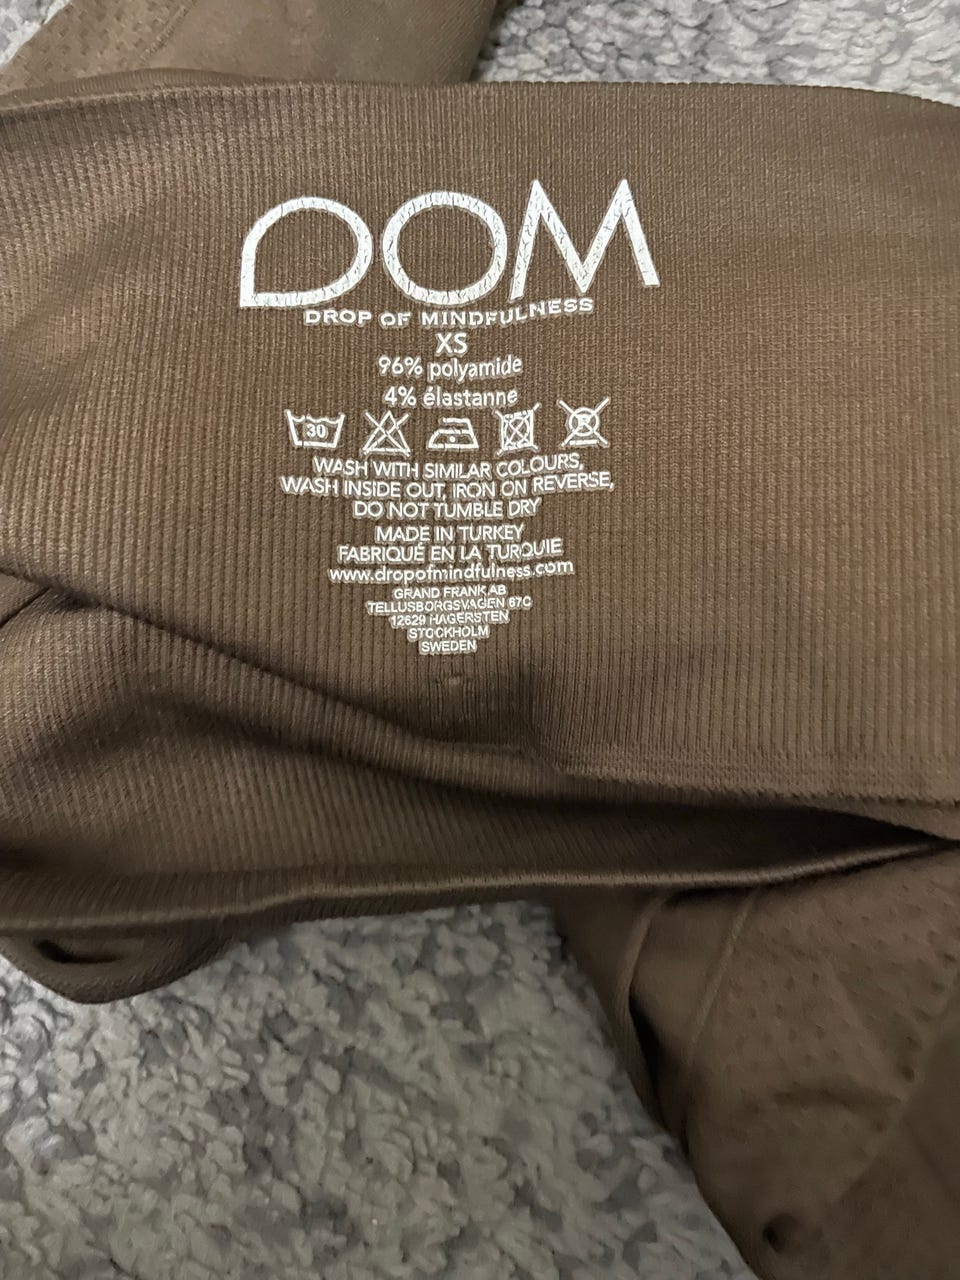 DOM
DROP OF MINDFULNESS
XS
96% polyamide
4% élastanne
30
WASH WITH SIMILAR COLOURS,
WASH INSIDE OUT, IRON ON REVERSE,
DO NOT TUMBLE DRY
MADE IN TURKEY
FABRIQUÉ EN LA TURQUIE
www.dropofmindfulness.com
GRAND FRANK AB
TELLUSBORGSVAGEN 67C
12629 HAGERSTEN
STOCKHOLM
SWEDEN